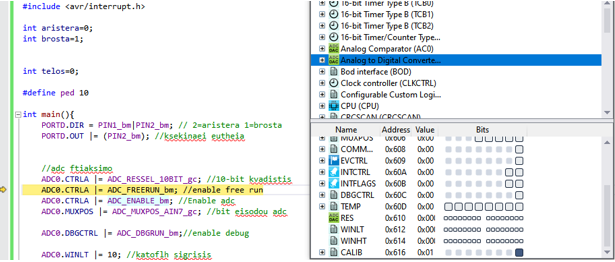 #include <avr/interrupt.h>
int aristera=0;
int brosta=1;
int telos=0;
#define ped 10
int main(){
PORTD.DIR = PIN1_bm|PIN2_bm; // 2=aristera 1=brosta
PORTD.OUT |= (PIN2_bm); //ksekinaei eutheia
//adc ftiaksimo
ADC0.CTRLA |= ADC_RESSEL_10BIT_gc; //10-bit kvadistis
ADC0.CTRLA |= ADC_FREERUN_bm; //enable free run
ADC0.CTRLA |= ADC_ENABLE_bm; //Enable adc
ADC0.MUXPOS |= ADC_MUXPOS_AIN7_gc; //bit eisodou adc
ADC0.DBGCTRL |= ADC_DBGRUN_bm;//enable debug
ADC0.WINLT |= 10; //katoflh sigrisis
16-bit Timer Type B (TCB0)
16-bit Timer Type B (TCB1)
16-bit Timer Type B (TCB2)
16-bit Timer/Counter Type...
Analog Comparator (AC0)
Analog to Digital Converte...
Bod interface (BOD)
Clock controller (CLKCTRL)
Configurable Custom Logi...
CPU (CPU)
CRCSCAN (CRCSCAN)
Name Address Value Bits
MUXPOS 0x606 0x00
COMM... 0x608 0x00
EVCTRL 0x609 0x00
INTCTRL 0x60A 0x00
INTFLAGS 0x60B 0x00
DBGCTRL 0x60C 0x00
TEMP 0x60D 0x00
RES 0x610 0x00(
WINLT 0x612 0x00(
WINHT 0x614 0x00(
CALIB 0x616 0x01